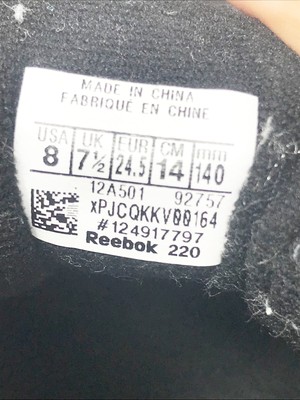 MADE IN CHINA
FABRIQUÉ EN CHINE
USA UK EUR CM mm
8 7½ 24.5 14 140
12A501 92757
XPJCQKKV00164
#124917797
Reebok 220